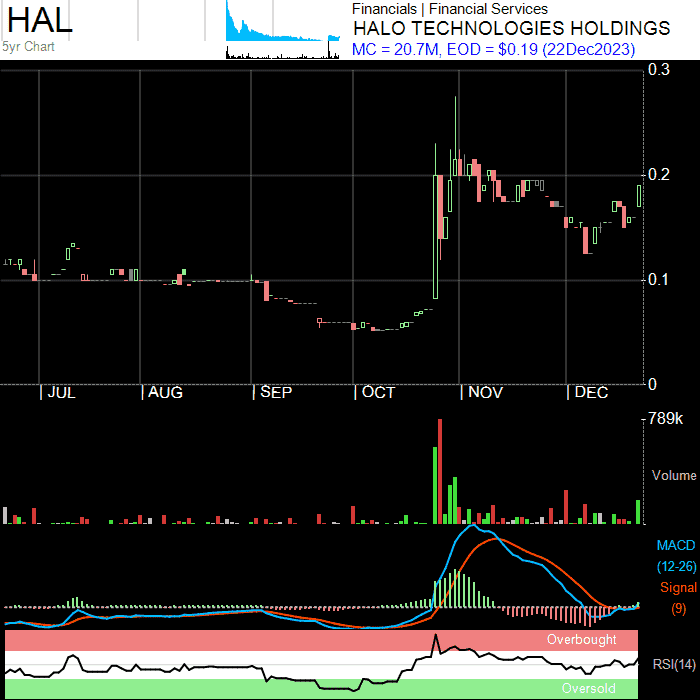 HAL
5yr Chart
Financials | Financial Services
HALO TECHNOLOGIES HOLDINGS
MC = 20.7M, EOD = $0.19 (22Dec2023)
0.3
0.2
0.1
0
JUL AUG SEP OCT NOV DEC
789k
Volume
MACD
(12-26)
Signal
(9)
Overbought
RSI(14)
Oversold